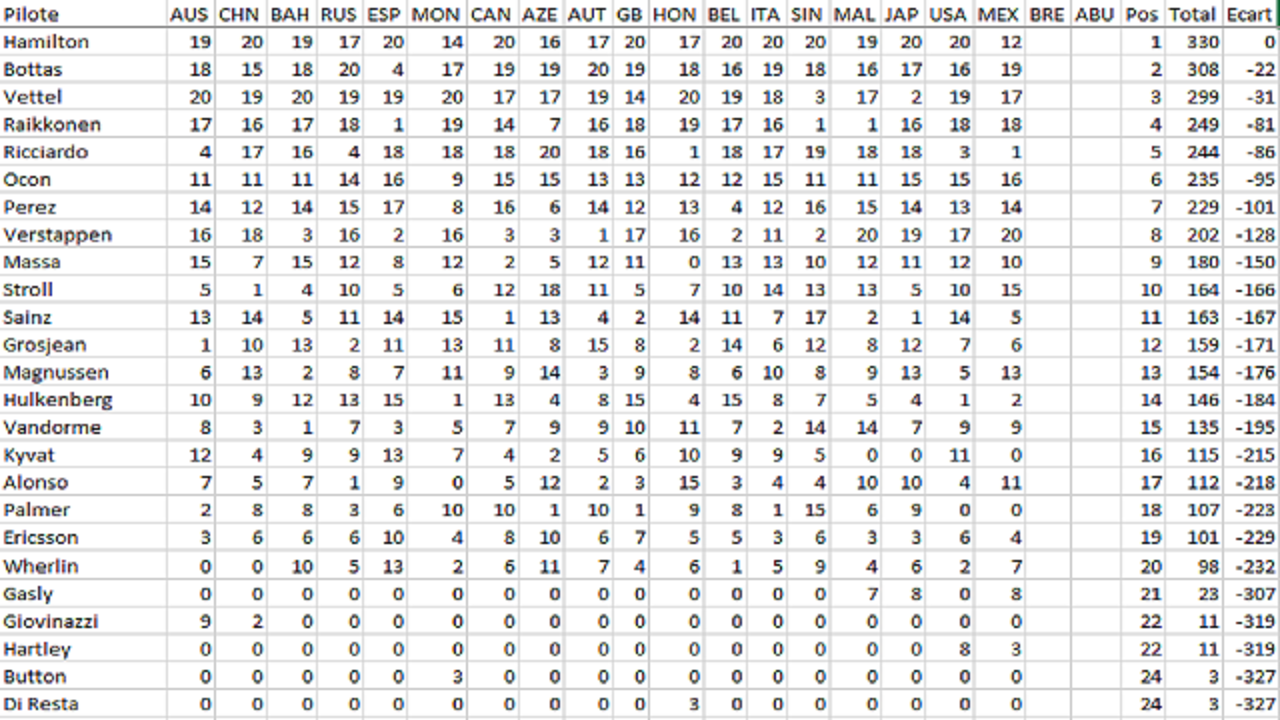 Pilote AUS CHN BAH RUS ESP MON CAN AZE AUT GB HON BEL ITA SIN MAL JAP USA MEX BRE ABU Pos Total Ecart
Hamilton 19 20 19 17 20 14 20 16 17 20 17 20 20 20 19 20 20 12 1 330 0
Bottas 18 15 18 20 4 17 19 19 20 19 18 16 19 18 16 17 16 19 2 308 -22
Vettel 20 19 20 19 19 20 17 17 19 14 20 19 18 3 17 2 19 17 3 299 -31
Raikkonen 17 16 17 18 1 19 14 7 16 18 19 17 16 1 1 16 18 18 4 249 -81
Ricciardo 4 17 16 4 18 18 18 20 18 16 1 18 17 19 18 18 3 1 5 244 -86
Ocon 11 11 11 14 16 9 15 15 13 13 12 12 15 11 11 15 15 16 6 235 -95
Perez 14 12 14 15 17 8 16 6 14 12 13 4 12 16 15 14 13 14 7 229 -101
Verstappen 16 18 3 16 2 16 3 3 1 17 16 2 11 2 20 19 17 20 8 202 -128
Massa 15 7 15 12 8 12 2 5 12 11 0 13 13 10 12 11 12 10 9 180 -150
Stroll 5 1 4 10 5 6 12 18 11 5 7 10 14 13 13 5 10 15 10 164 -166
Sainz 13 14 5 11 14 15 1 13 4 2 14 11 7 17 2 1 14 5 11 163 -167
Grosjean 1 10 13 2 11 13 11 8 15 8 2 14 6 12 8 12 7 6 12 159 -171
Magnussen 6 13 2 8 7 11 9 14 3 9 8 6 10 8 9 13 5 13 13 154 -176
Hulkenberg 10 9 12 13 15 1 13 4 8 15 4 15 8 7 5 4 1 2 14 146 -184
Vandorme 8 3 1 7 3 5 7 9 9 10 11 7 2 14 14 7 9 9 15 135 -195
Kyvat 12 4 9 9 13 7 4 2 5 6 10 9 9 5 0 0 11 0 16 115 -215
Alonso 7 5 7 1 9 0 5 12 2 3 15 3 4 4 10 10 4 11 17 112 -218
Palmer 2 8 8 3 6 10 10 1 10 1 9 8 1 15 6 9 0 0 18 107 -223
Ericsson 3 6 6 6 10 4 8 10 6 7 5 5 3 6 3 3 6 4 19 101 -229
Wherlin 0 0 10 5 13 2 6 11 7 4 6 1 5 9 4 6 2 7 20 98 -232
Gasly 0 0 0 0 0 0 0 0 0 0 0 0 0 0 7 8 0 8 21 23 -307
Giovinazzi 9 2 0 0 0 0 0 0 0 0 0 0 0 0 0 0 0 0 22 11 -319
Hartley 0 0 0 0 0 0 0 0 0 0 0 0 0 0 0 0 8 3 22 11 -319
Button 0 0 0 0 0 3 0 0 0 0 0 0 0 0 0 0 0 0 24 3 -327
Di Resta 0 0 0 0 0 0 0 0 0 0 3 0 0 0 0 0 0 0 24 3 -327